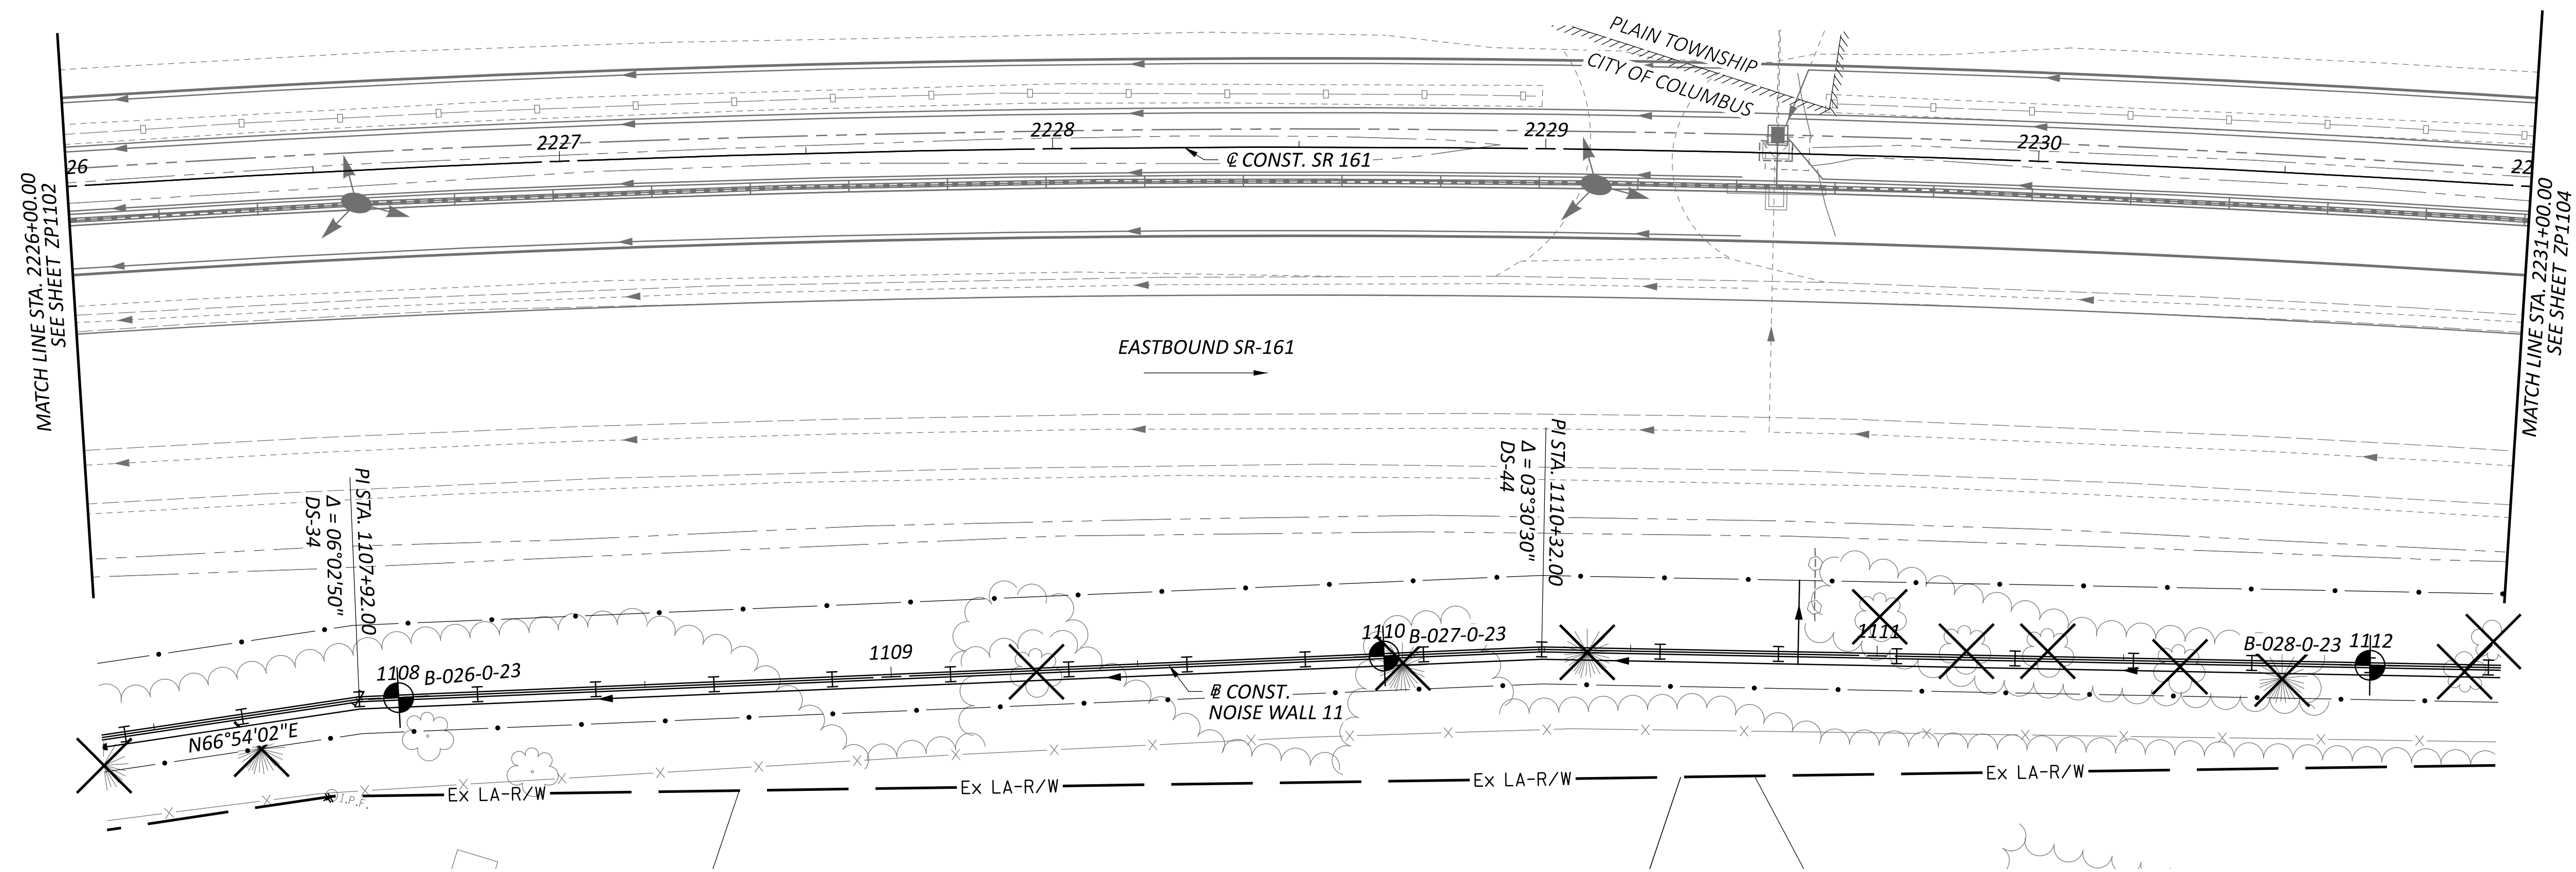 PLAIN TOWNSHIP
CITY OF COLUMBUS
26
2227
2228
2229
2230
22
℄ CONST. SR 161
MATCH LINE STA. 2226+00.00
SEE SHEET ZP1102
MATCH LINE STA. 2231+00.00
SEE SHEET ZP1104
EASTBOUND SR-161
PI STA. 1107+92.00
Δ = 06°02'50"
DS-34
PI STA. 1110+32.00
Δ = 03°30'30"
DS-44
1108
B-026-0-23
1109
1110
B-027-0-23
1111
B-028-0-23
1112
N66°54'02"E
℄ CONST.
NOISE WALL 11
I.P.F.
Ex LA-R/W
Ex LA-R/W
Ex LA-R/W
Ex LA-R/W